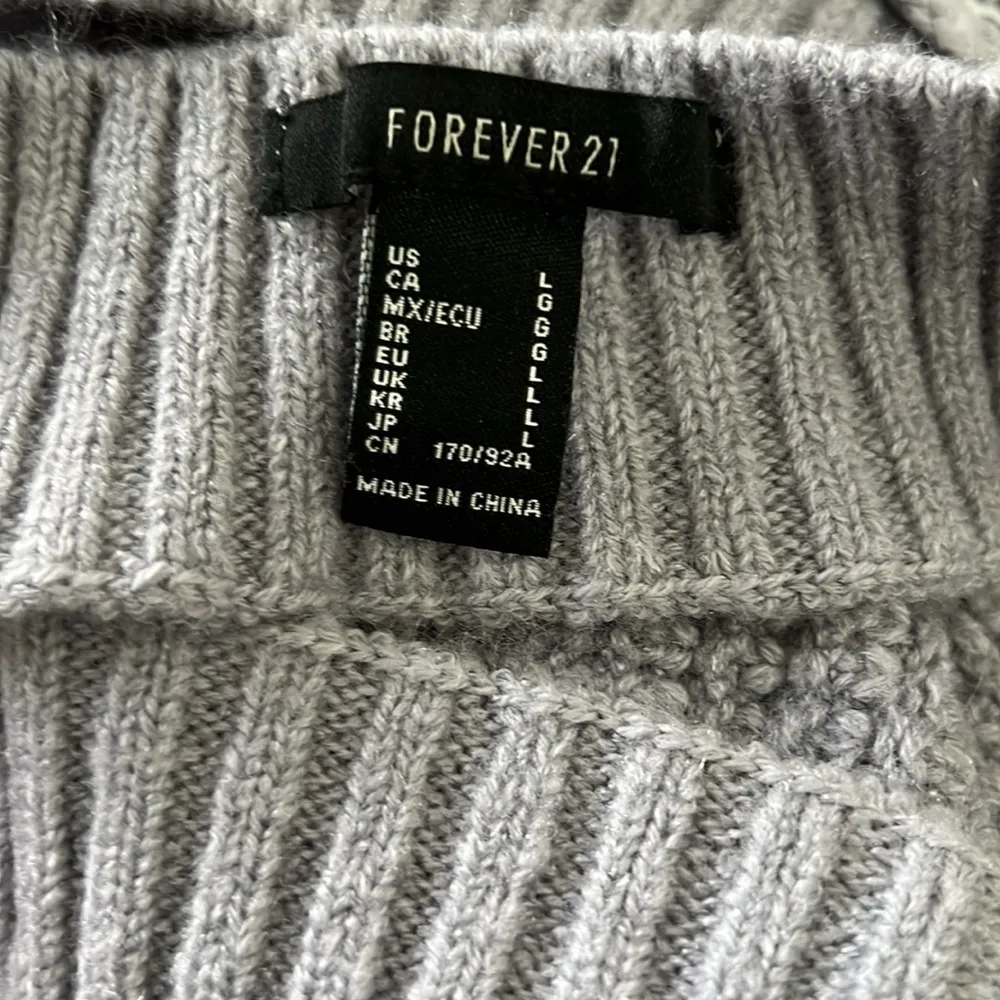 FOREVER 21
US L
CA G
MX/ECU G
BR G
EU L
UK L
KR L
JP L
CN 170/92A
MADE IN CHINA